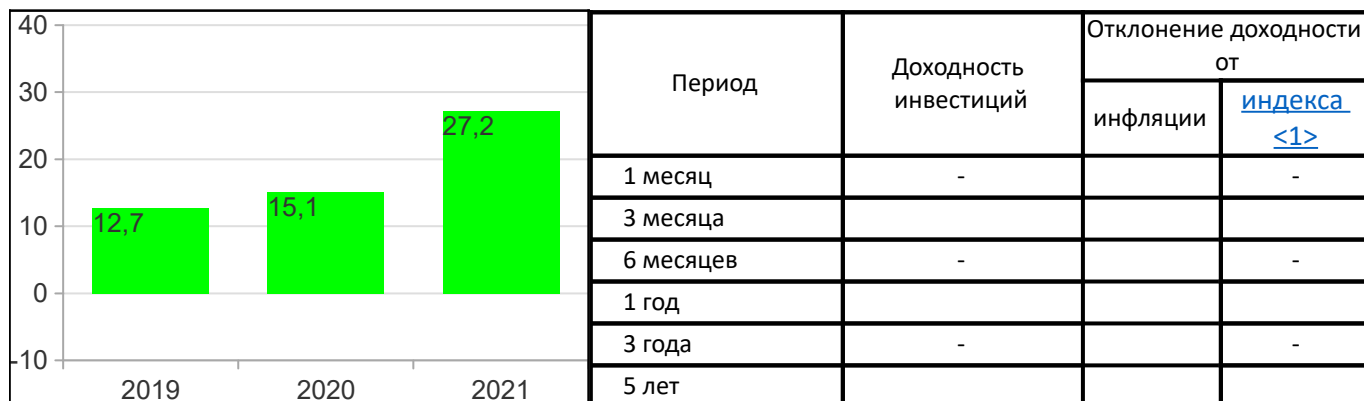 40
30
20
10
0
-10
12,7
15,1
27,2
2019 2020 2021
Период
Доходность
инвестиций
Отклонение доходности
от
инфляции
индекса
<1>
1 месяц - -
3 месяца
6 месяцев - -
1 год
3 года - -
5 лет